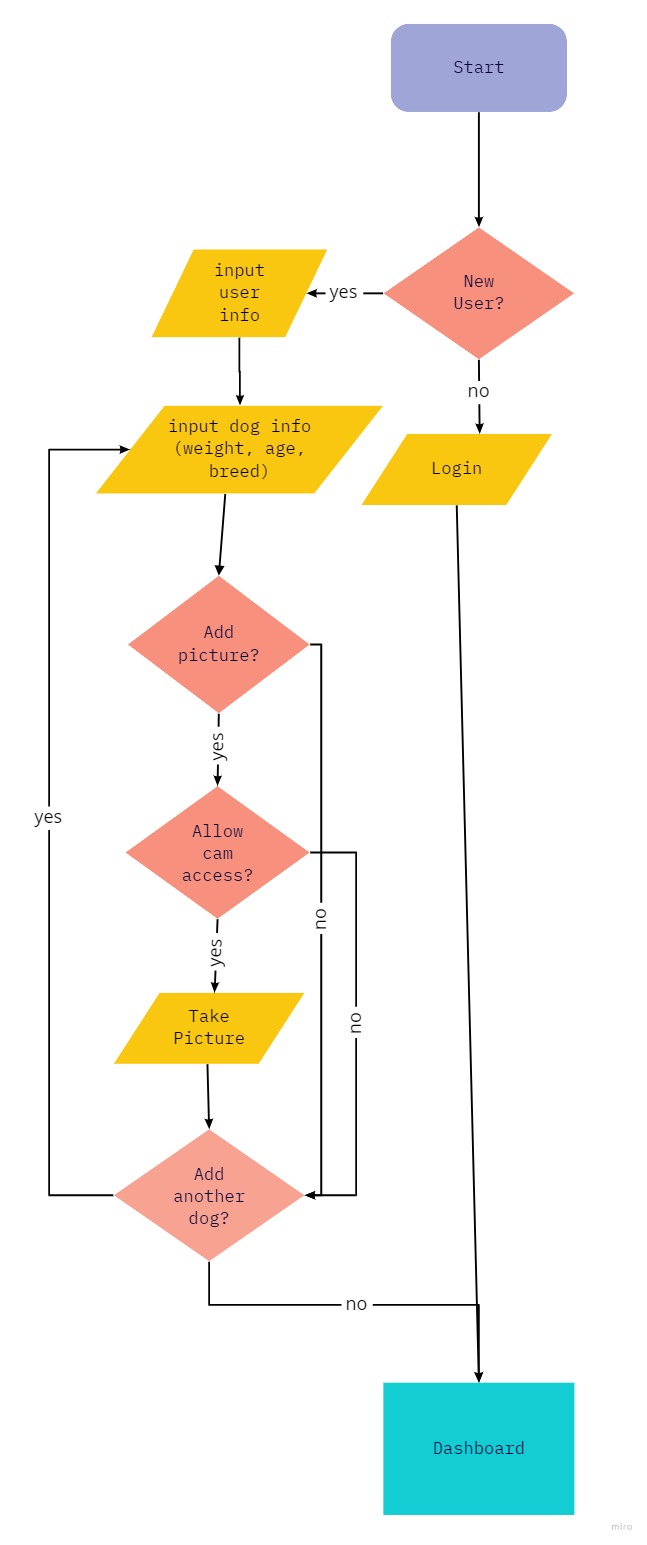 Start
New
User?
yes
input
user
info
no
input dog info
(weight, age,
breed)
Login
Add
picture?
yes
yes
Allow
cam
access?
no
yes
Take
Picture
no
Add
another
dog?
no
Dashboard
miro